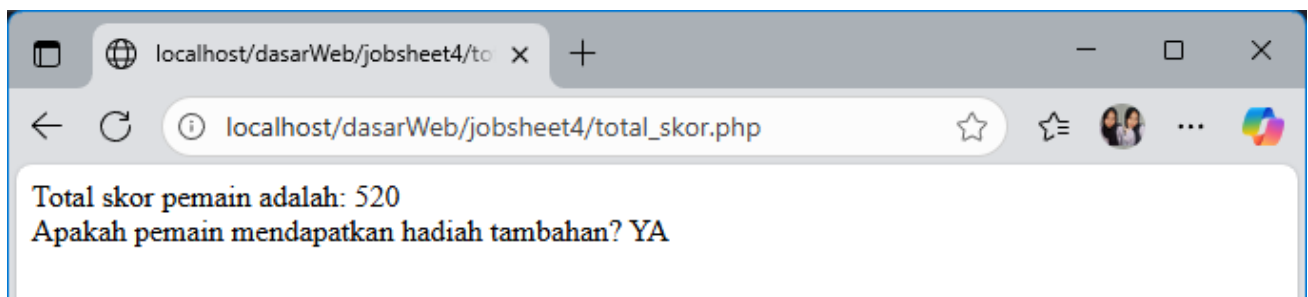 localhost/dasarWeb/jobsheet4/to
localhost/dasarWeb/jobsheet4/total_skor.php
Total skor pemain adalah: 520
Apakah pemain mendapatkan hadiah tambahan? YA